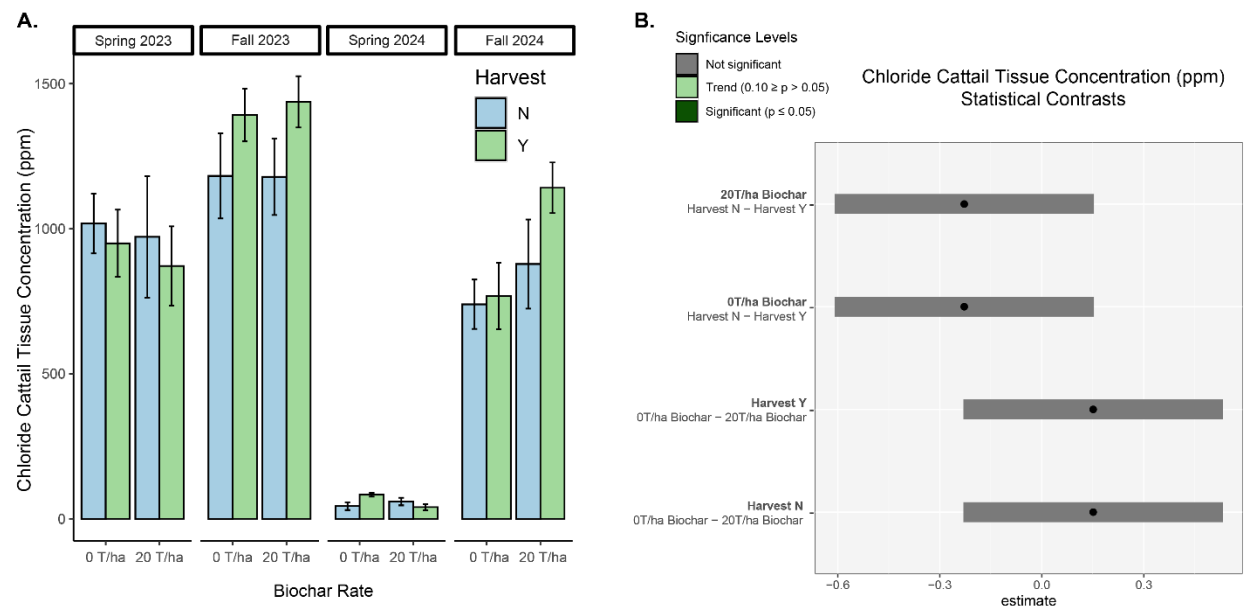 A.
Spring 2023
Fall 2023
Spring 2024
Fall 2024
Chloride Cattail Tissue Concentration (ppm)
1500
1000
500
0
Harvest
N
Y
0 T/ha
20 T/ha
0 T/ha
20 T/ha
0 T/ha
20 T/ha
0 T/ha
20 T/ha
Biochar Rate
B.
Signficance Levels
Not significant
Trend (0.10 ≥ p > 0.05)
Significant (p ≤ 0.05)
Chloride Cattail Tissue Concentration (ppm)
Statistical Contrasts
20T/ha Biochar
Harvest N − Harvest Y
0T/ha Biochar
Harvest N − Harvest Y
Harvest Y
0T/ha Biochar − 20T/ha Biochar
Harvest N
0T/ha Biochar − 20T/ha Biochar
−0.6
−0.3
0.0
0.3
estimate